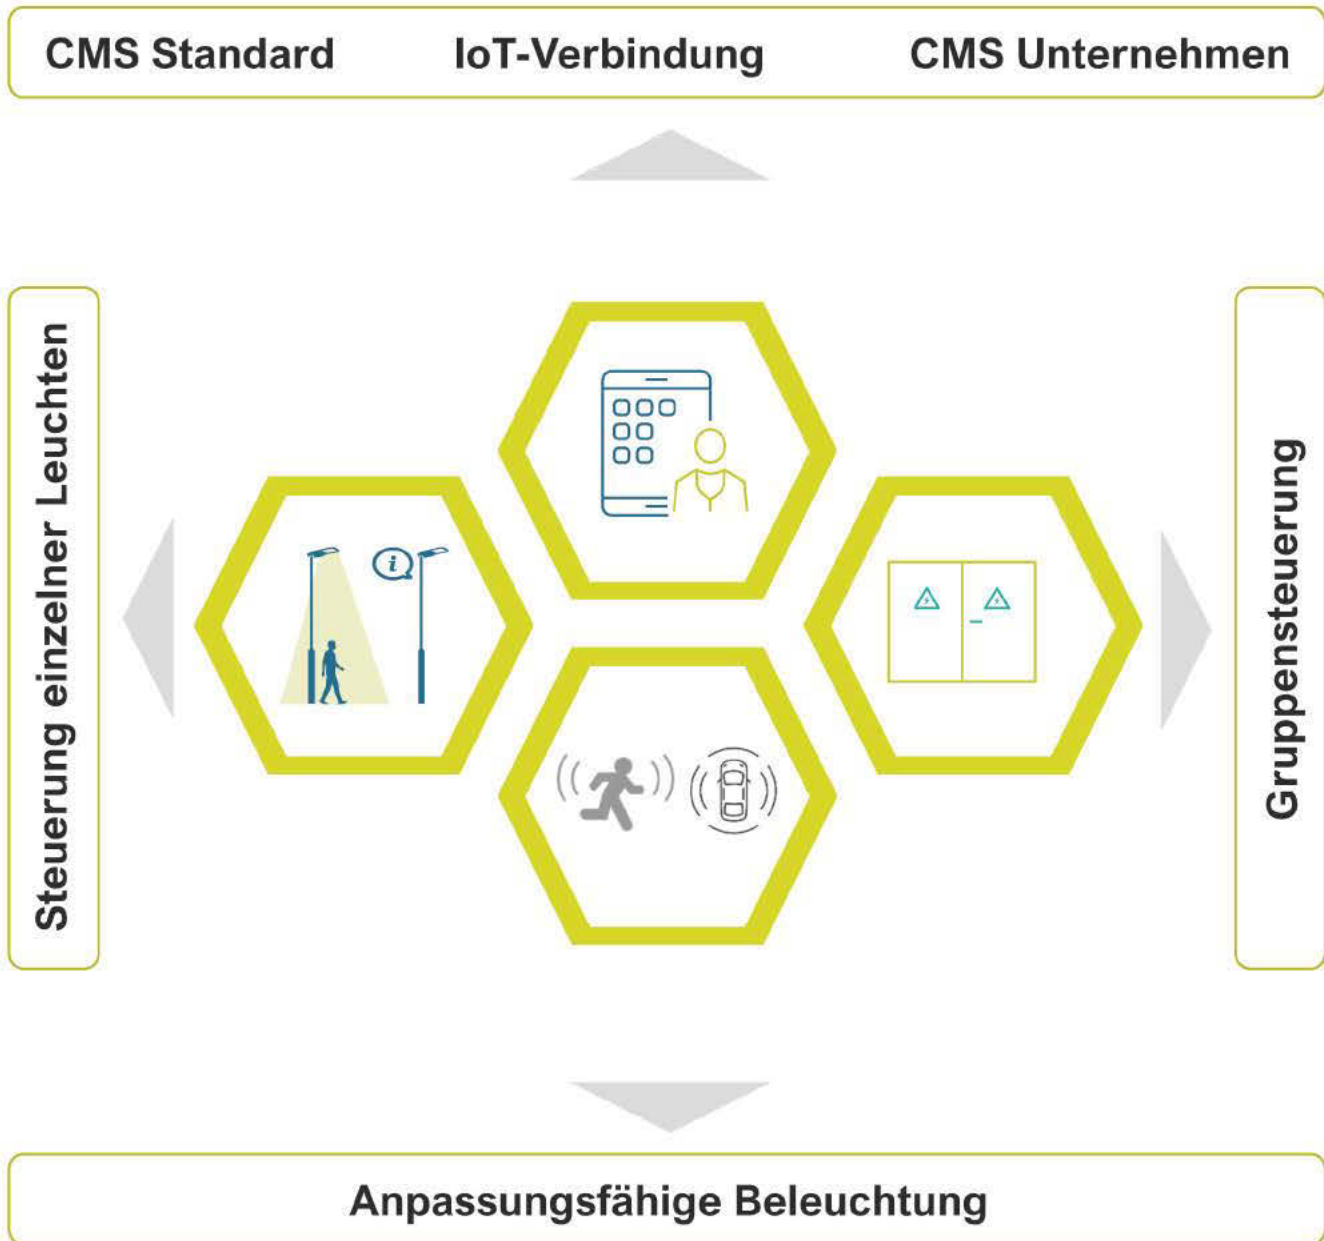 CMS Standard IoT-Verbindung CMS Unternehmen
Steuerung einzelner Leuchten
i
Gruppensteuerung
Anpassungsfähige Beleuchtung